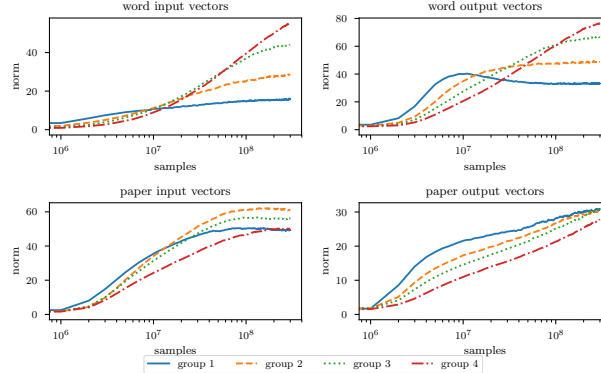 word input vectors
norm
40
20
0
10^6
10^7
10^8
samples
word output vectors
norm
80
60
40
20
0
10^6
10^7
10^8
samples
paper input vectors
norm
60
40
20
0
10^6
10^7
10^8
samples
paper output vectors
norm
30
20
10
0
10^6
10^7
10^8
samples
group 1 group 2 group 3 group 4